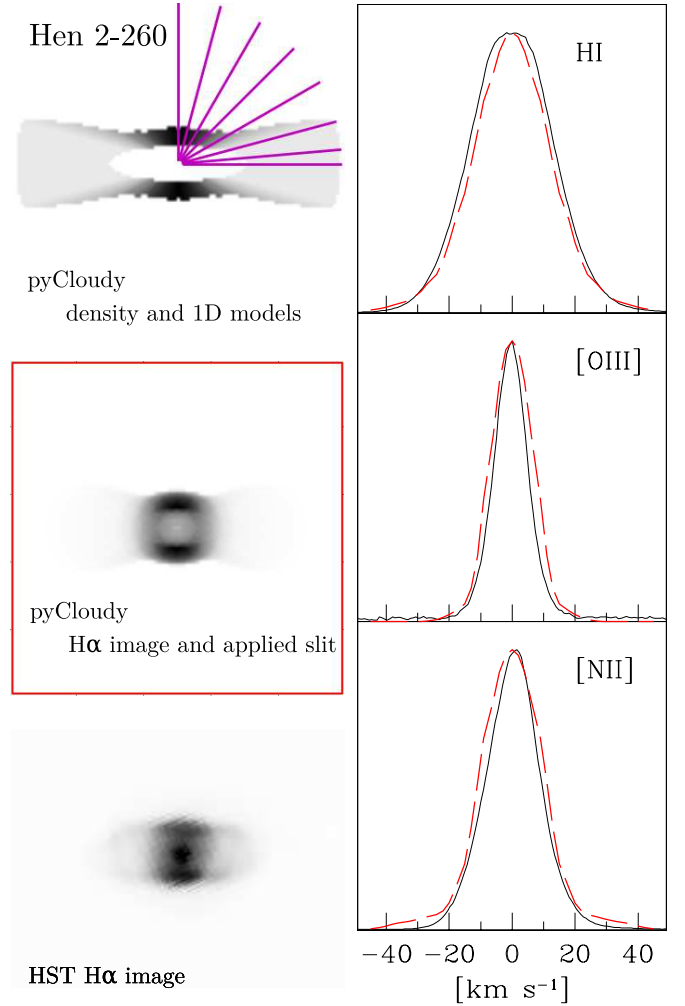 Hen 2-260
pyCloudy
density and 1D models
pyCloudy
Hα image and applied slit
HST Hα image
HI
[OIII]
[NII]
−40 −20 0 20 40
[km s⁻¹]